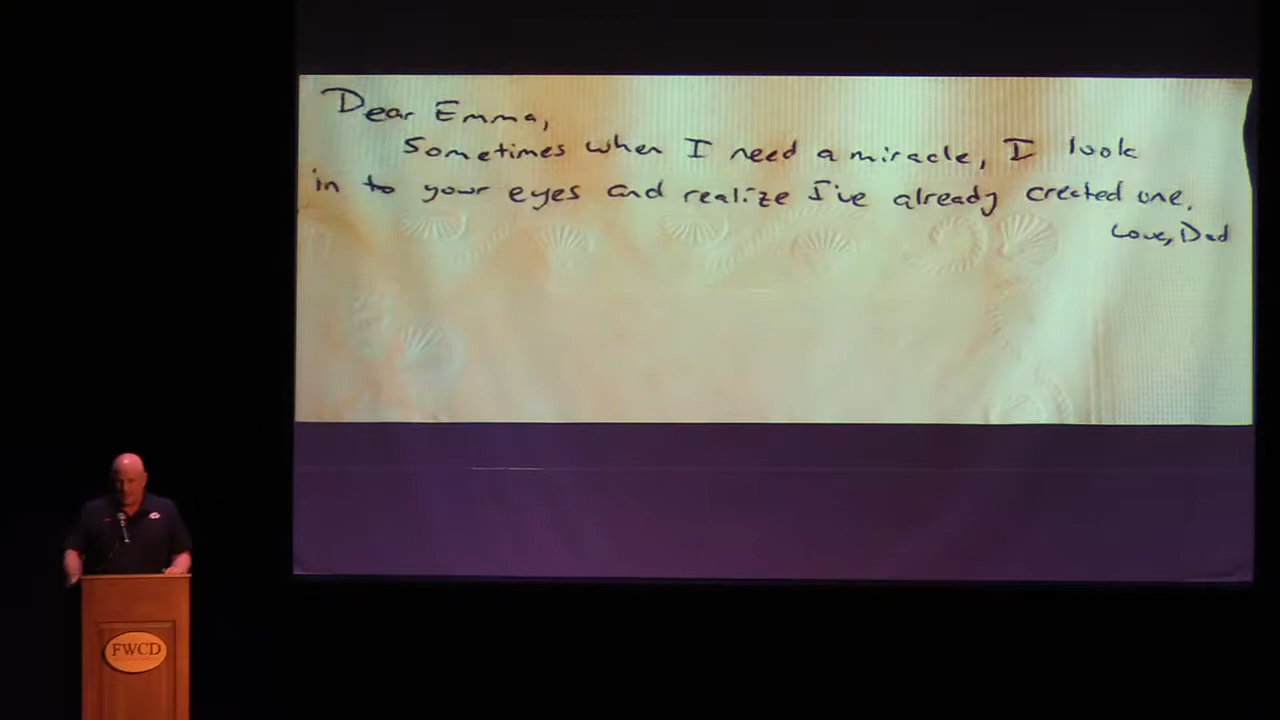 Dear Emma,
Sometimes when I need a miracle, I look
in to your eyes and realize I've already created one.
Love, Dad
FWCD